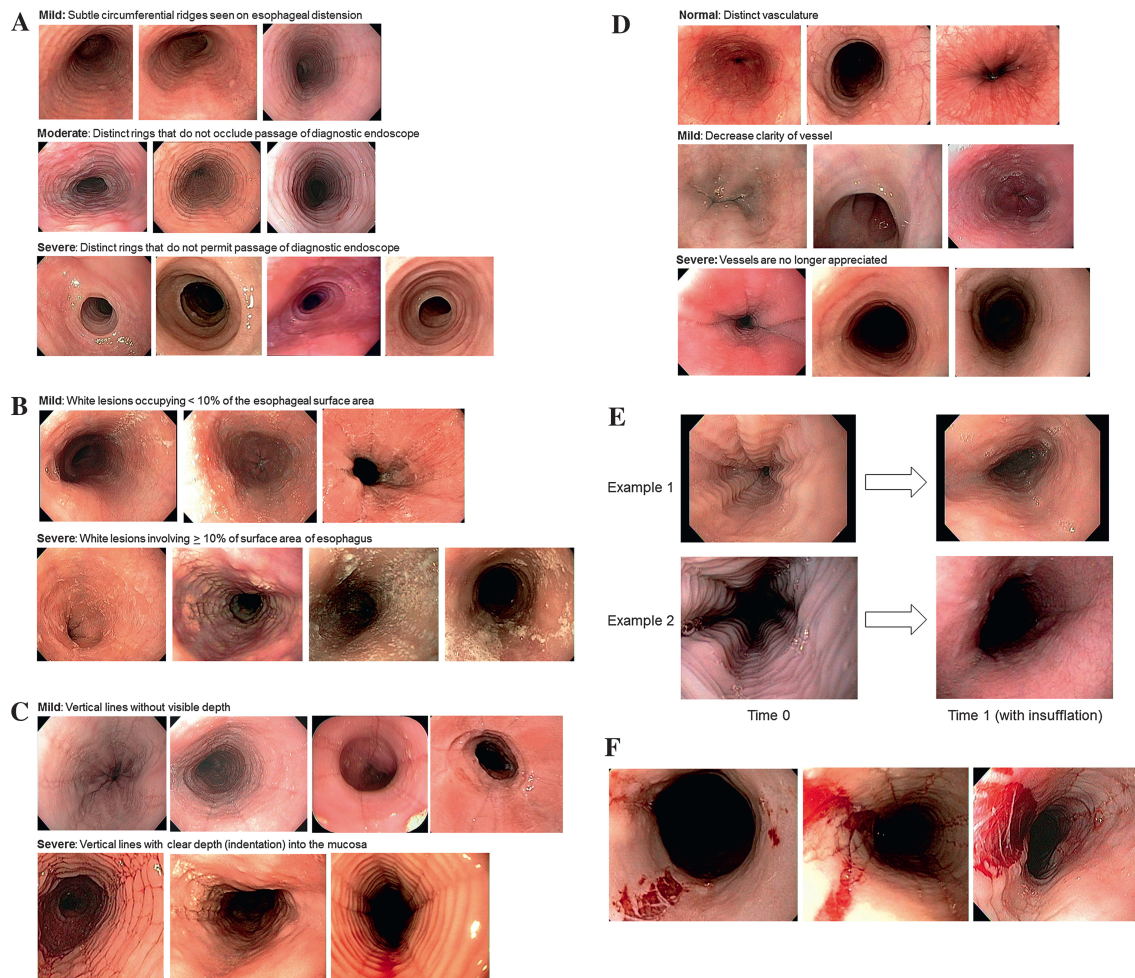 A
Mild: Subtle circumferential ridges seen on esophageal distension
Moderate: Distinct rings that do not occlude passage of diagnostic endoscope
Severe: Distinct rings that do not permit passage of diagnostic endoscope
B
Mild: White lesions occupying < 10% of the esophageal surface area
Severe: White lesions involving ≥ 10% of surface area of esophagus
C
Mild: Vertical lines without visible depth
Severe: Vertical lines with clear depth (indentation) into the mucosa
D
Normal: Distinct vasculature
Mild: Decrease clarity of vessel
Severe: Vessels are no longer appreciated
E
Example 1
Example 2
Time 0
Time 1 (with insufflation)
F